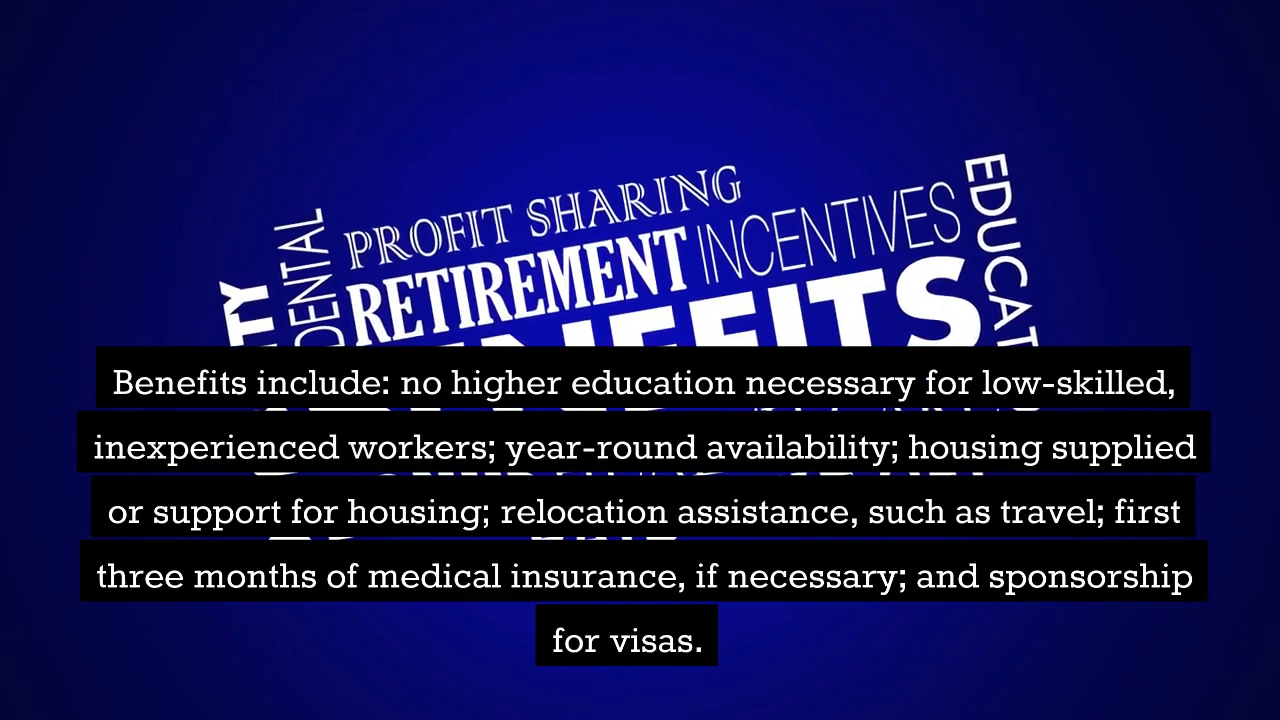 EDUCAT
PROFIT SHARING
INCENTIVES
RETIREMENT
Benefits include: no higher education necessary for low-skilled,
inexperienced workers; year-round availability; housing supplied
or support for housing; relocation assistance, such as travel; first
three months of medical insurance, if necessary; and sponsorship
for visas.